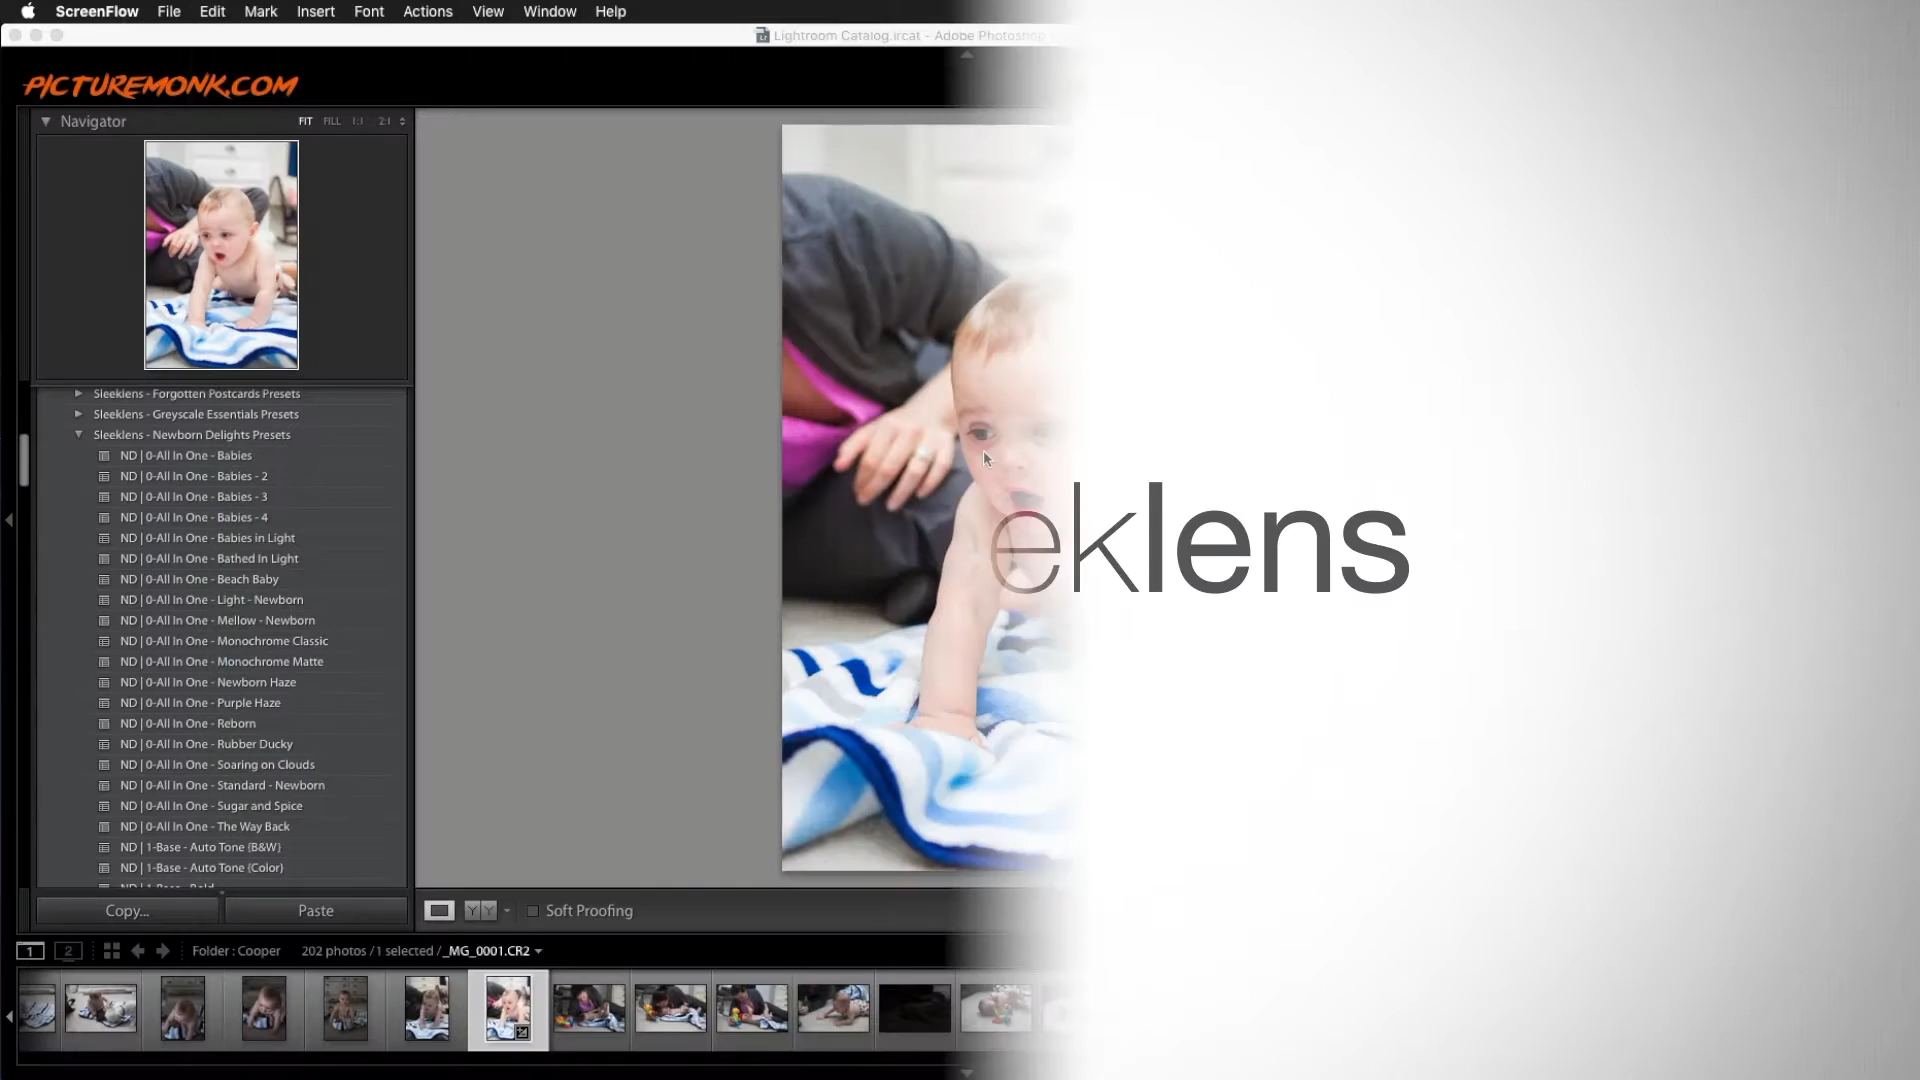 ScreenFlow File Edit Mark Insert Font Actions View Window Help
Lightroom Catalog.lrcat - Adobe Photoshop
PICTUREMONK.COM
Navigator FIT FILL 1:1 2:1
Sleeklens - Forgotten Postcards Presets
Sleeklens - Greyscale Essentials Presets
Sleeklens - Newborn Delights Presets
ND | 0-All In One - Babies
ND | 0-All In One - Babies - 2
ND | 0-All In One - Babies - 3
ND | 0-All In One - Babies - 4
ND | 0-All In One - Babies in Light
ND | 0-All In One - Bathed In Light
ND | 0-All In One - Beach Baby
ND | 0-All In One - Light - Newborn
ND | 0-All In One - Mellow - Newborn
ND | 0-All In One - Monochrome Classic
ND | 0-All In One - Monochrome Matte
ND | 0-All In One - Newborn Haze
ND | 0-All In One - Purple Haze
ND | 0-All In One - Reborn
ND | 0-All In One - Rubber Ducky
ND | 0-All In One - Soaring on Clouds
ND | 0-All In One - Standard - Newborn
ND | 0-All In One - Sugar and Spice
ND | 0-All In One - The Way Back
ND | 1-Base - Auto Tone {B&W}
ND | 1-Base - Auto Tone {Color}
eklens
Copy... Paste YY Soft Proofing
1 2 Folder : Cooper 202 photos / 1 selected / _MG_0001.CR2